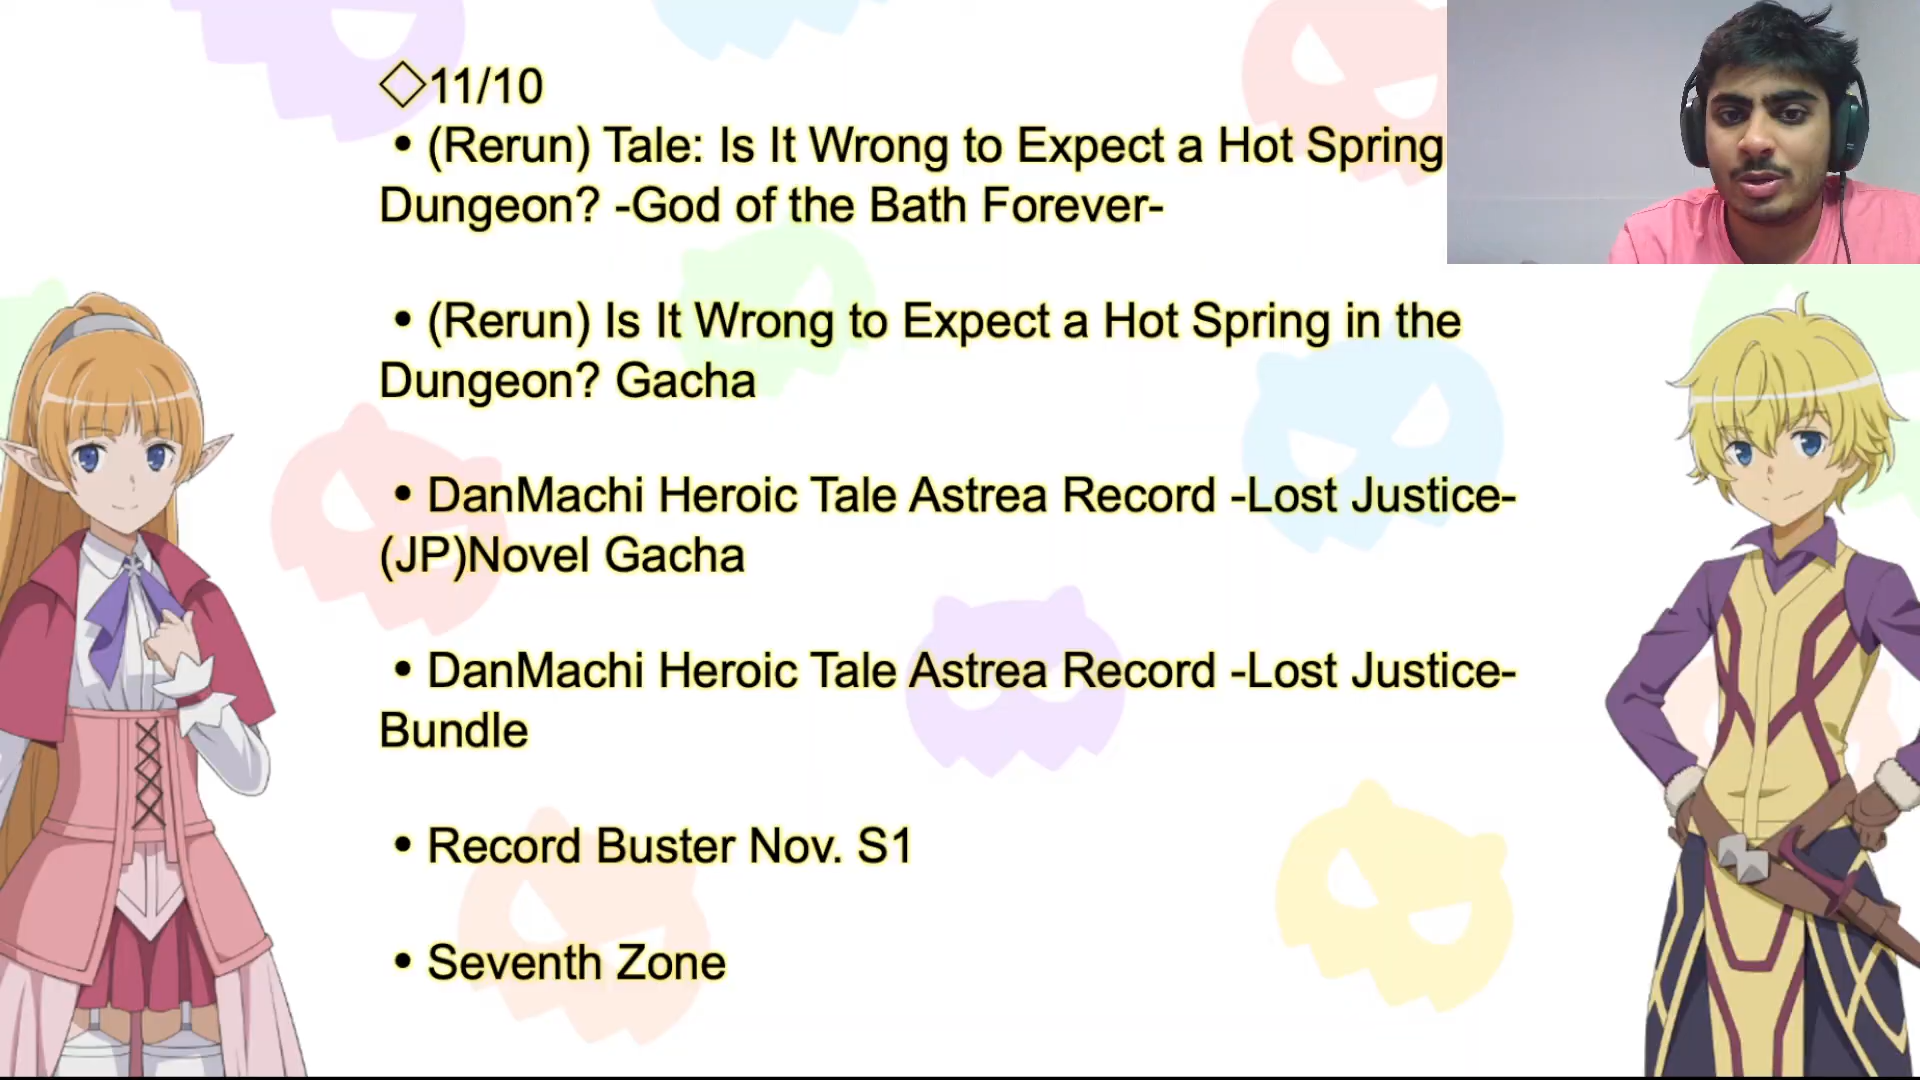 ◇11/10
• (Rerun) Tale: Is It Wrong to Expect a Hot Spring
Dungeon? -God of the Bath Forever-
• (Rerun) Is It Wrong to Expect a Hot Spring in the
Dungeon? Gacha
• DanMachi Heroic Tale Astrea Record -Lost Justice-
(JP)Novel Gacha
• DanMachi Heroic Tale Astrea Record -Lost Justice-
Bundle
• Record Buster Nov. S1
• Seventh Zone